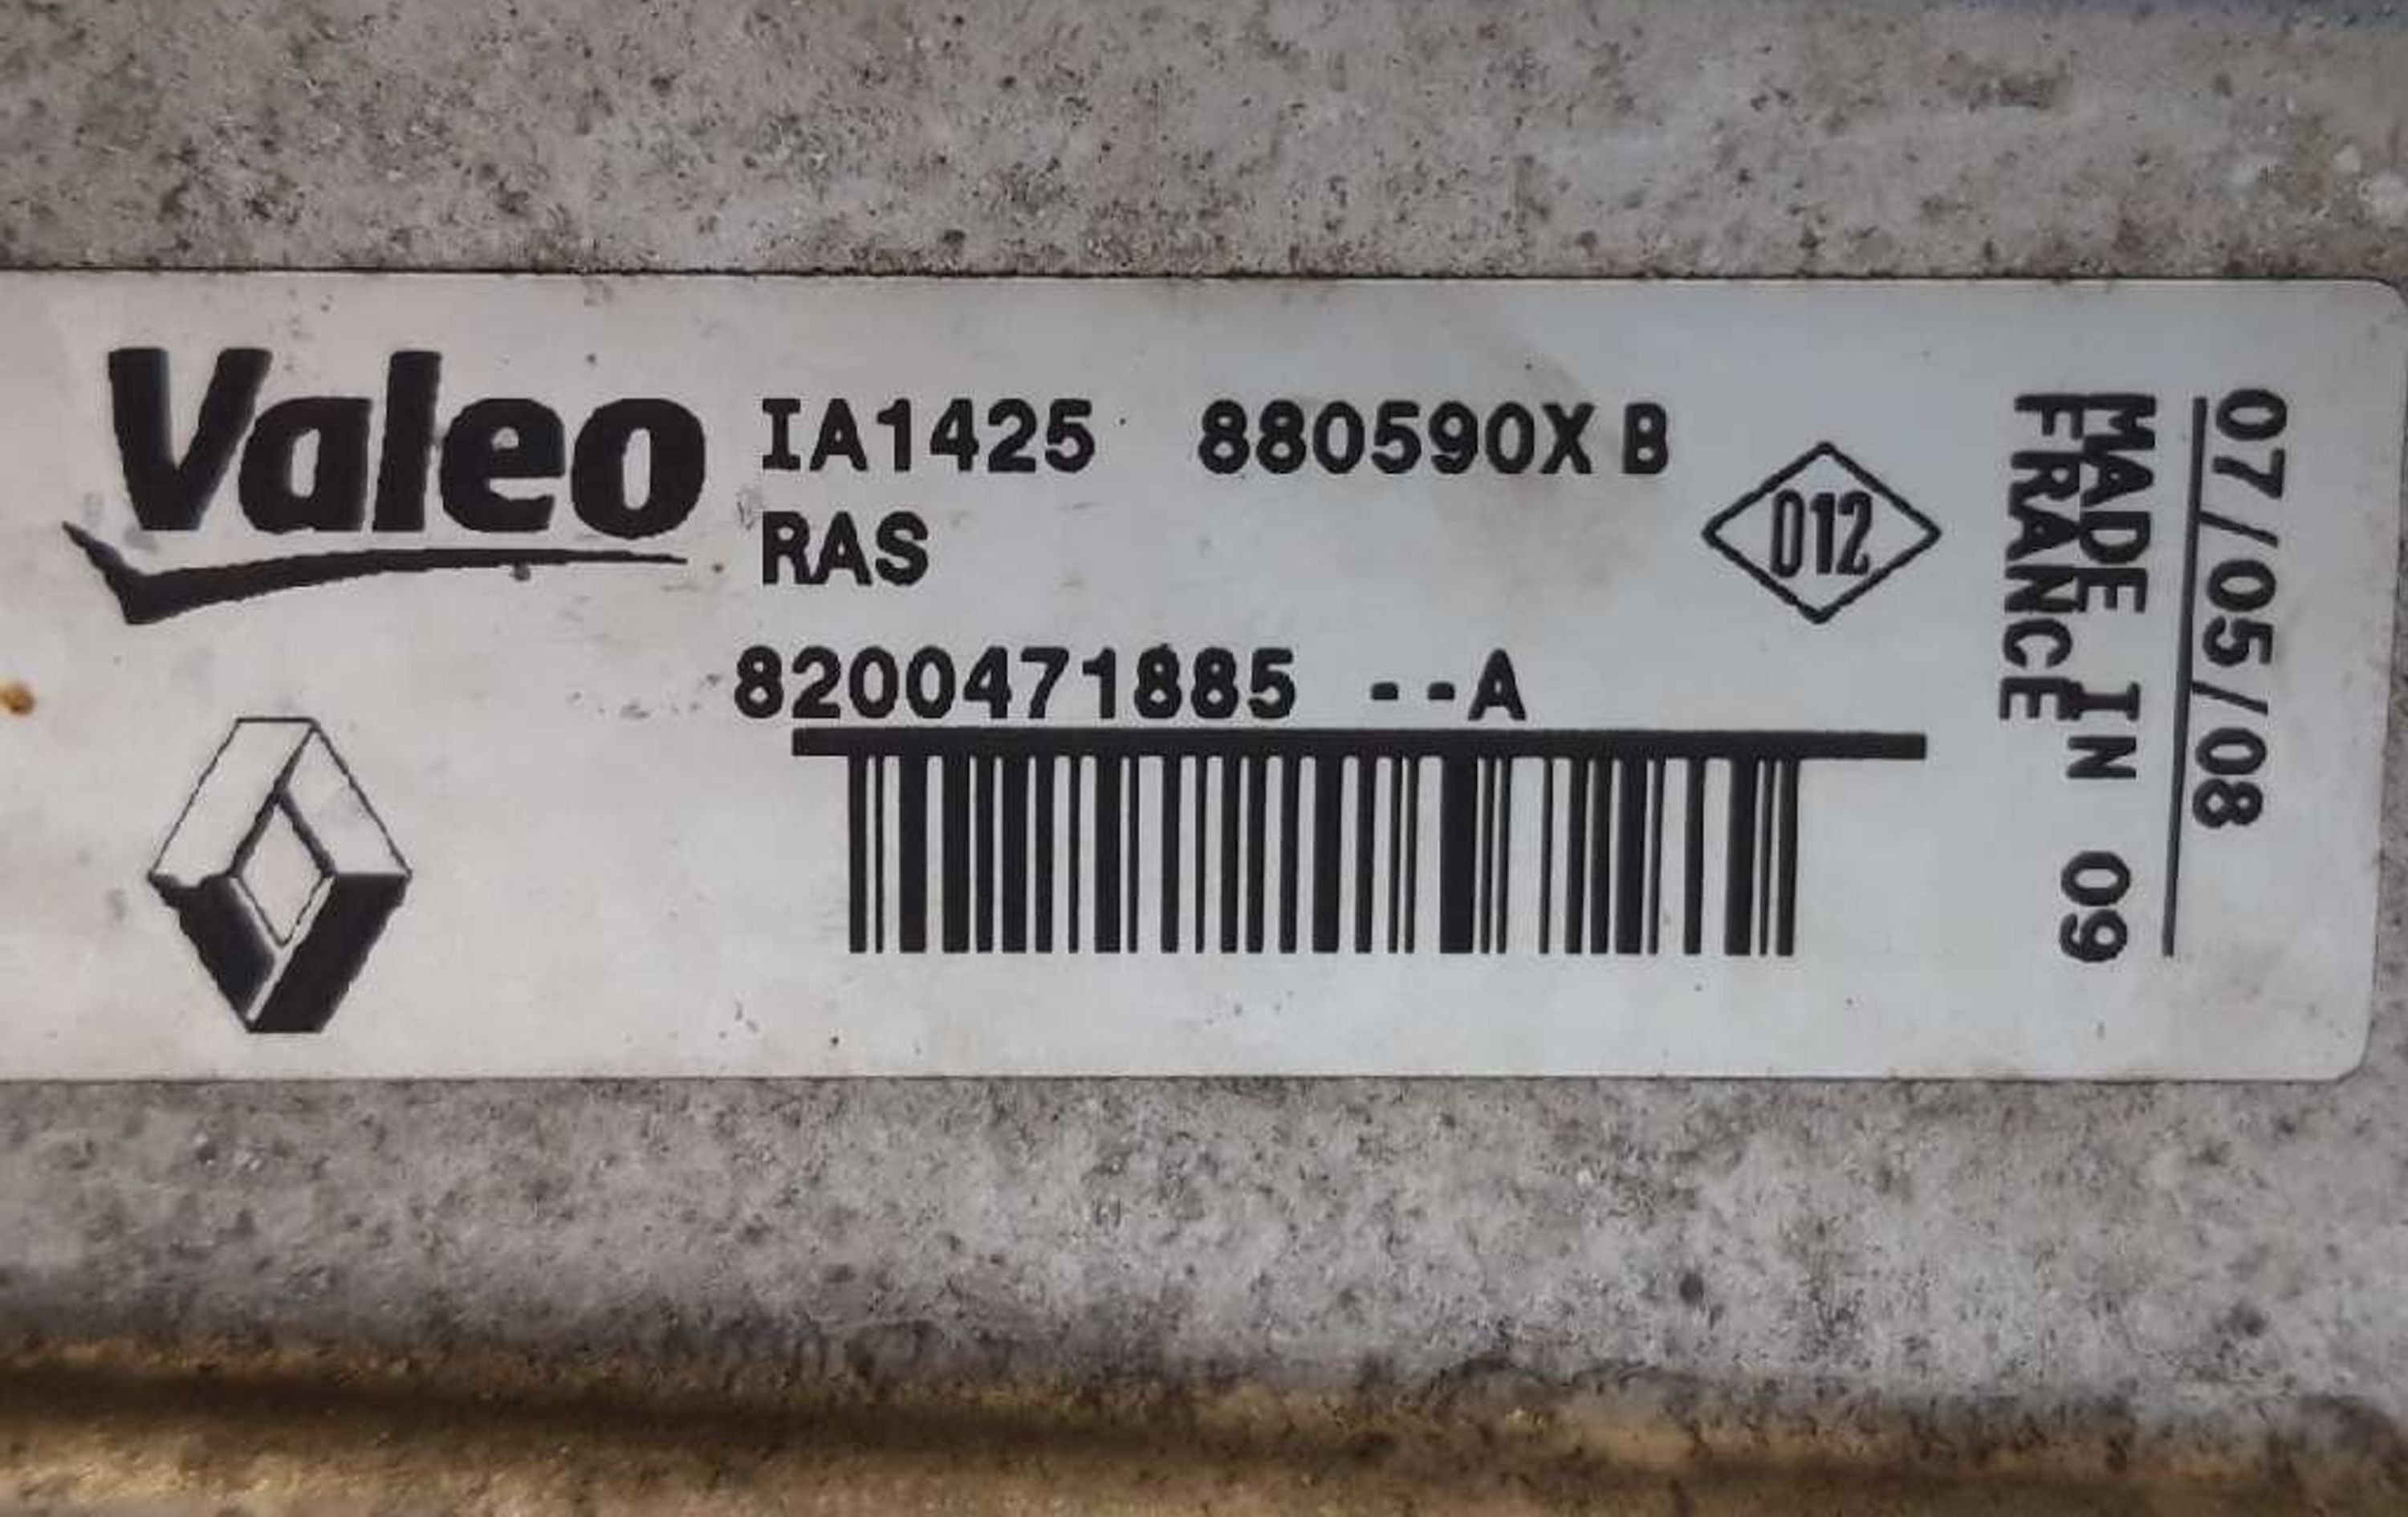 Valeo
IA1425 880590X B
RAS
012
8200471885 --A
07/05/08
MADE IN 09
FRANCE